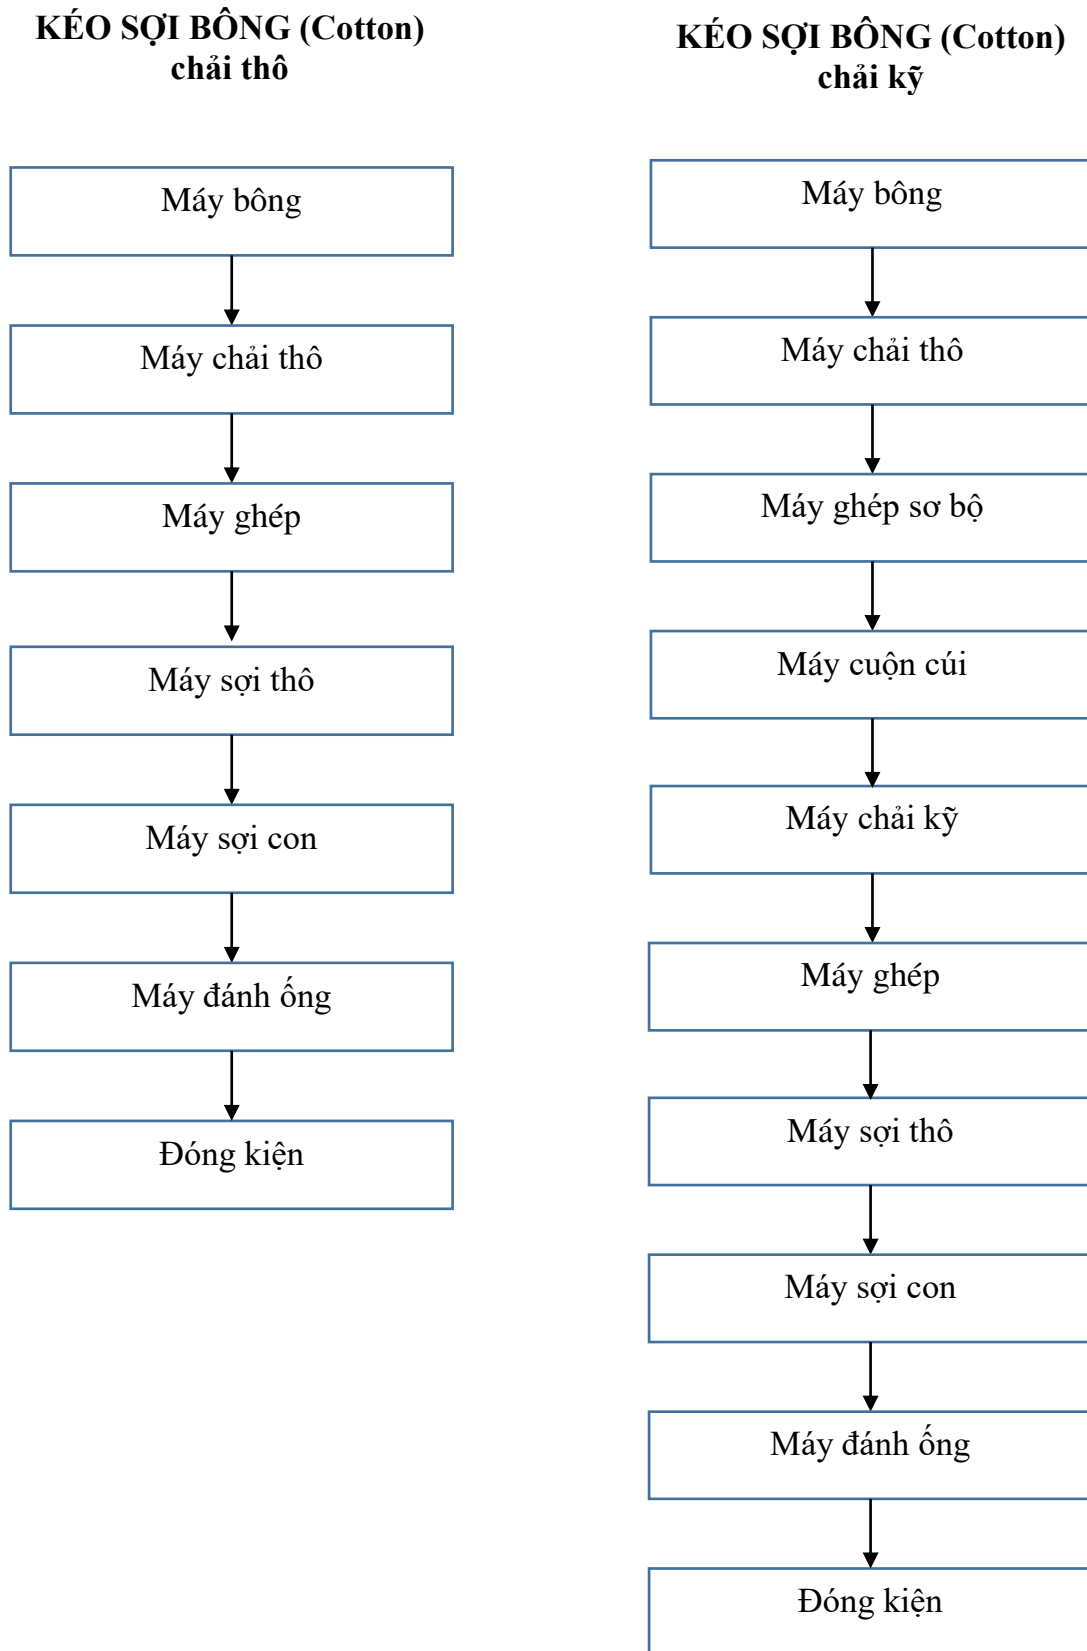 KÉO SỢI BÔNG (Cotton)
chải thô
Máy bông
Máy chải thô
Máy ghép
Máy sợi thô
Máy sợi con
Máy đánh ống
Đóng kiện
KÉO SỢI BÔNG (Cotton)
chải kỹ
Máy bông
Máy chải thô
Máy ghép sơ bộ
Máy cuộn cúi
Máy chải kỹ
Máy ghép
Máy sợi thô
Máy sợi con
Máy đánh ống
Đóng kiện